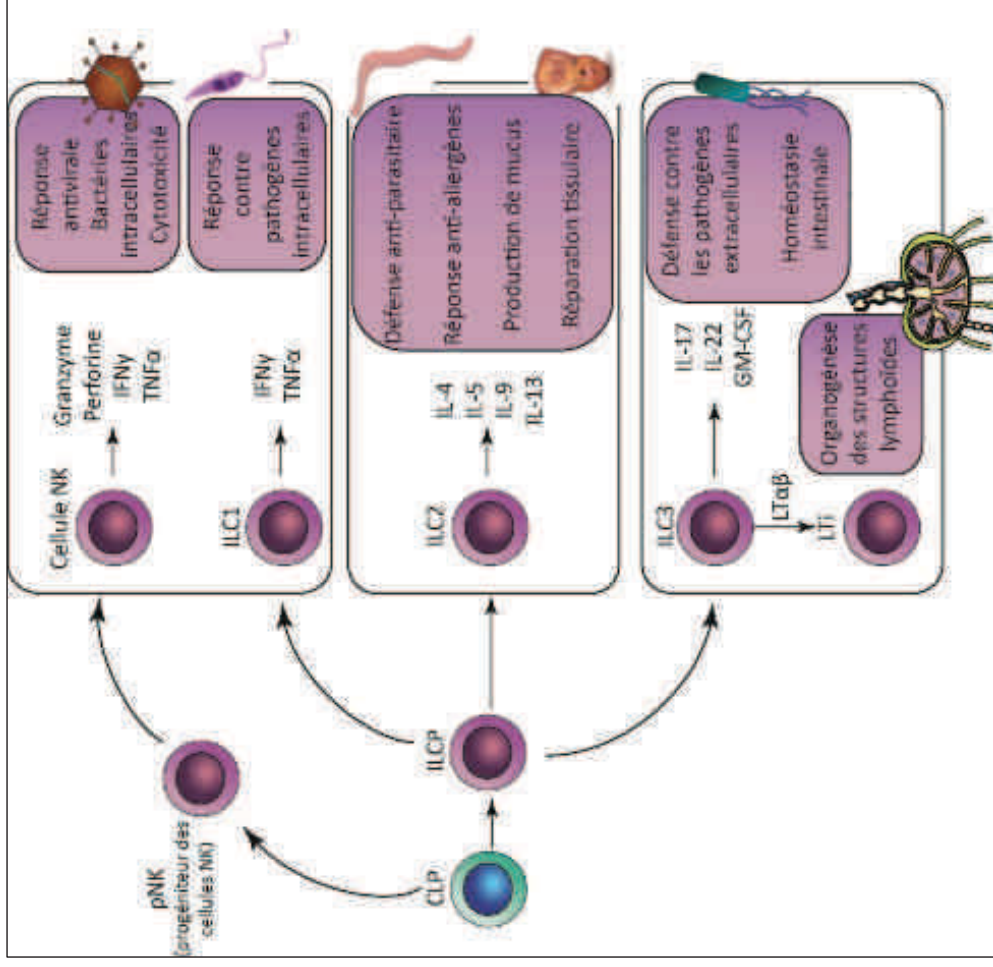 pNK
(progéniteur des
cellules NK)
CLP
ILCP
Cellule NK
Granzyme
Perforine
IFNγ
TNFα
Réponse
antivirale
Bactéries
intracellulaires
Cytotoxicité
ILC1
IFNγ
TNFα
Réponse
contre
pathogènes
intracellulaires
ILC2
IL-4
IL-5
IL-9
IL-13
Défense anti-parasitaire
Réponse anti-allergènes
Production de mucus
Réparation tissulaire
ILC3
IL-17
IL-22
GM-CSF
Défense contre
les pathogènes
extracellulaires
Homéostasie
intestinale
LTαβ
LTi
Organogénèse
des structures
lymphoïdes